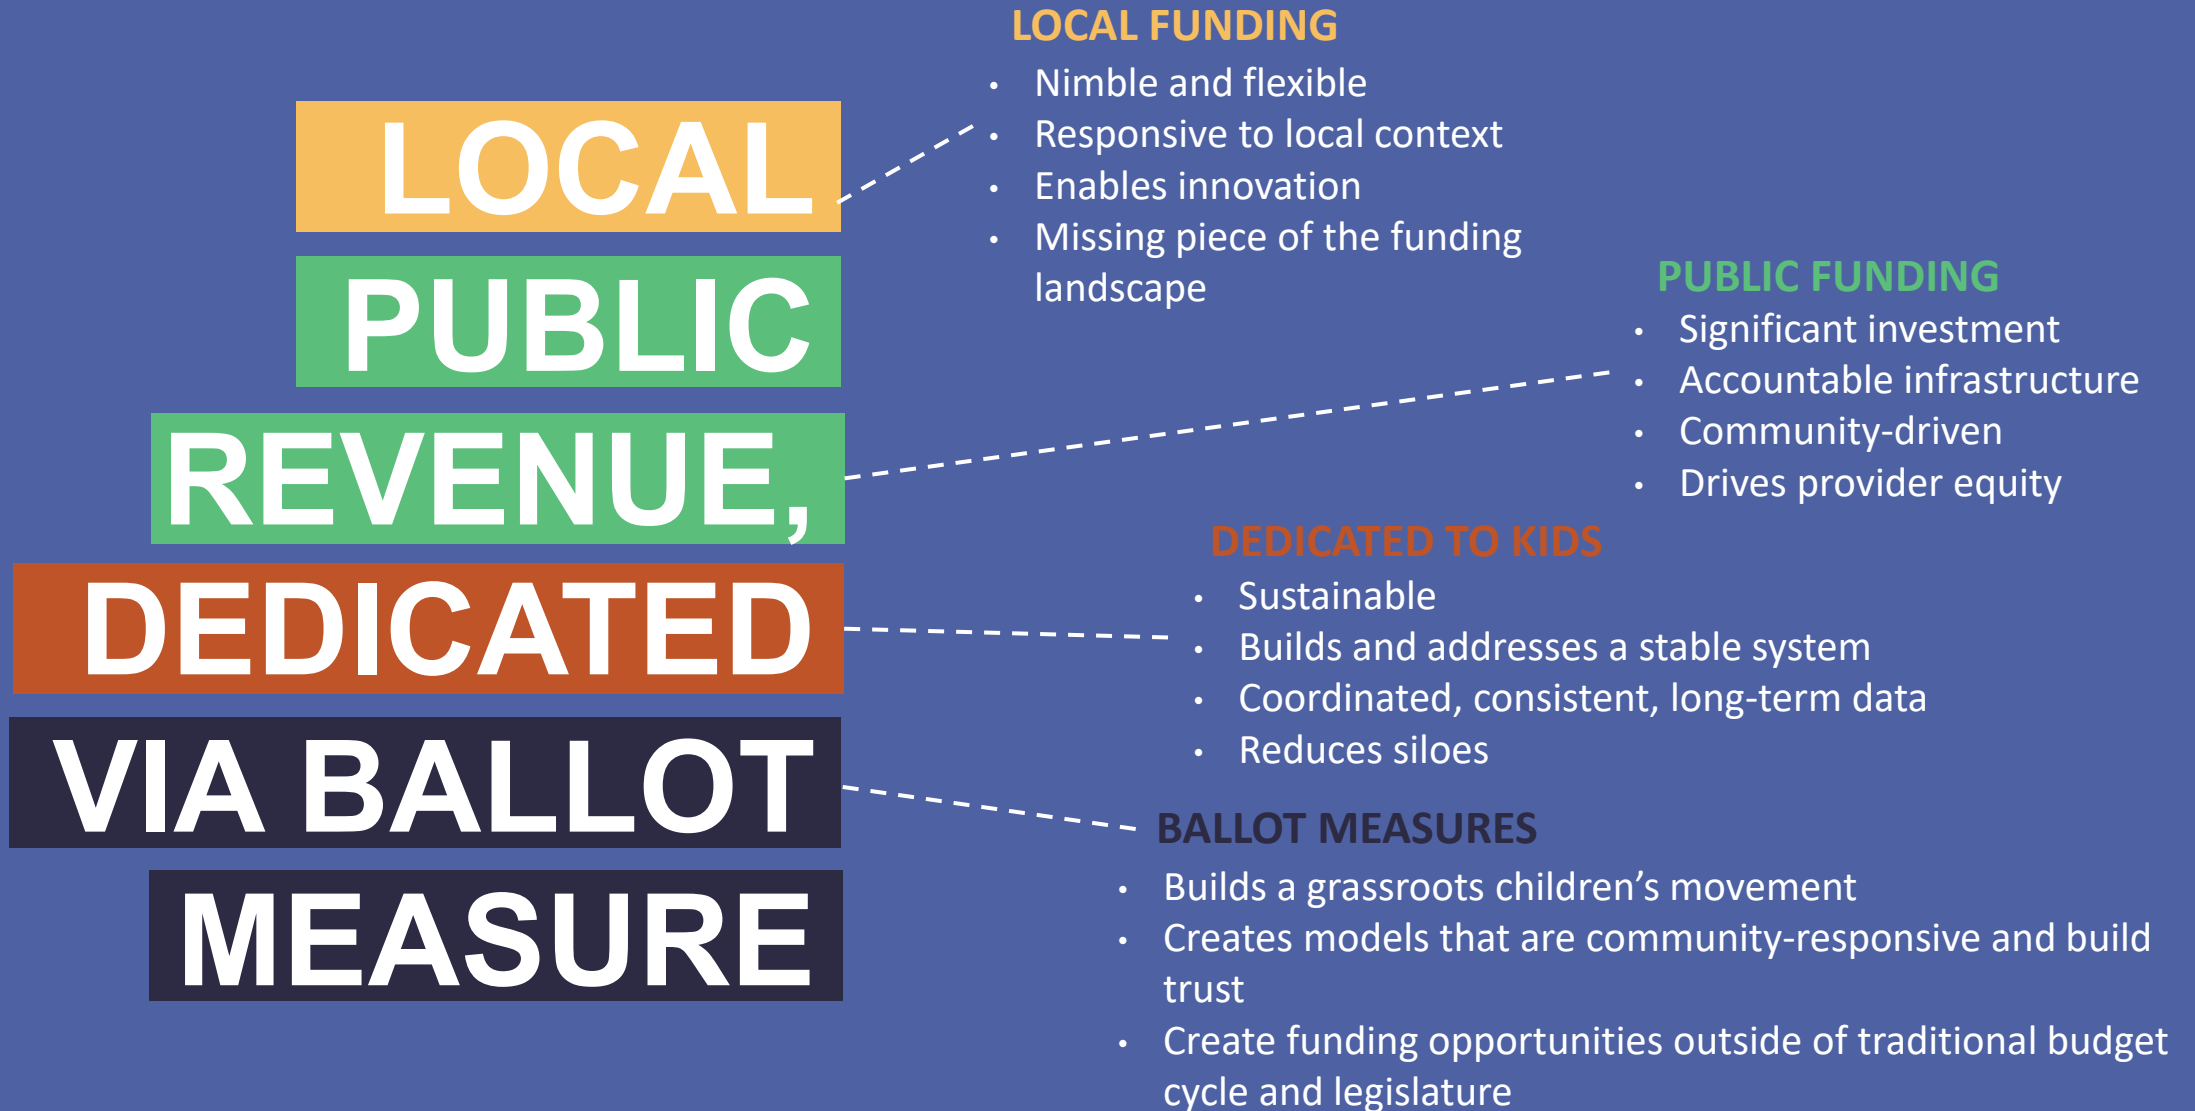 LOCAL
PUBLIC
REVENUE,
DEDICATED
VIA BALLOT
MEASURE
LOCAL FUNDING
• Nimble and flexible
• Responsive to local context
• Enables innovation
• Missing piece of the funding
landscape
PUBLIC FUNDING
• Significant investment
• Accountable infrastructure
• Community-driven
• Drives provider equity
DEDICATED TO KIDS
• Sustainable
• Builds and addresses a stable system
• Coordinated, consistent, long-term data
• Reduces siloes
BALLOT MEASURES
• Builds a grassroots children’s movement
• Creates models that are community-responsive and build
trust
• Create funding opportunities outside of traditional budget
cycle and legislature